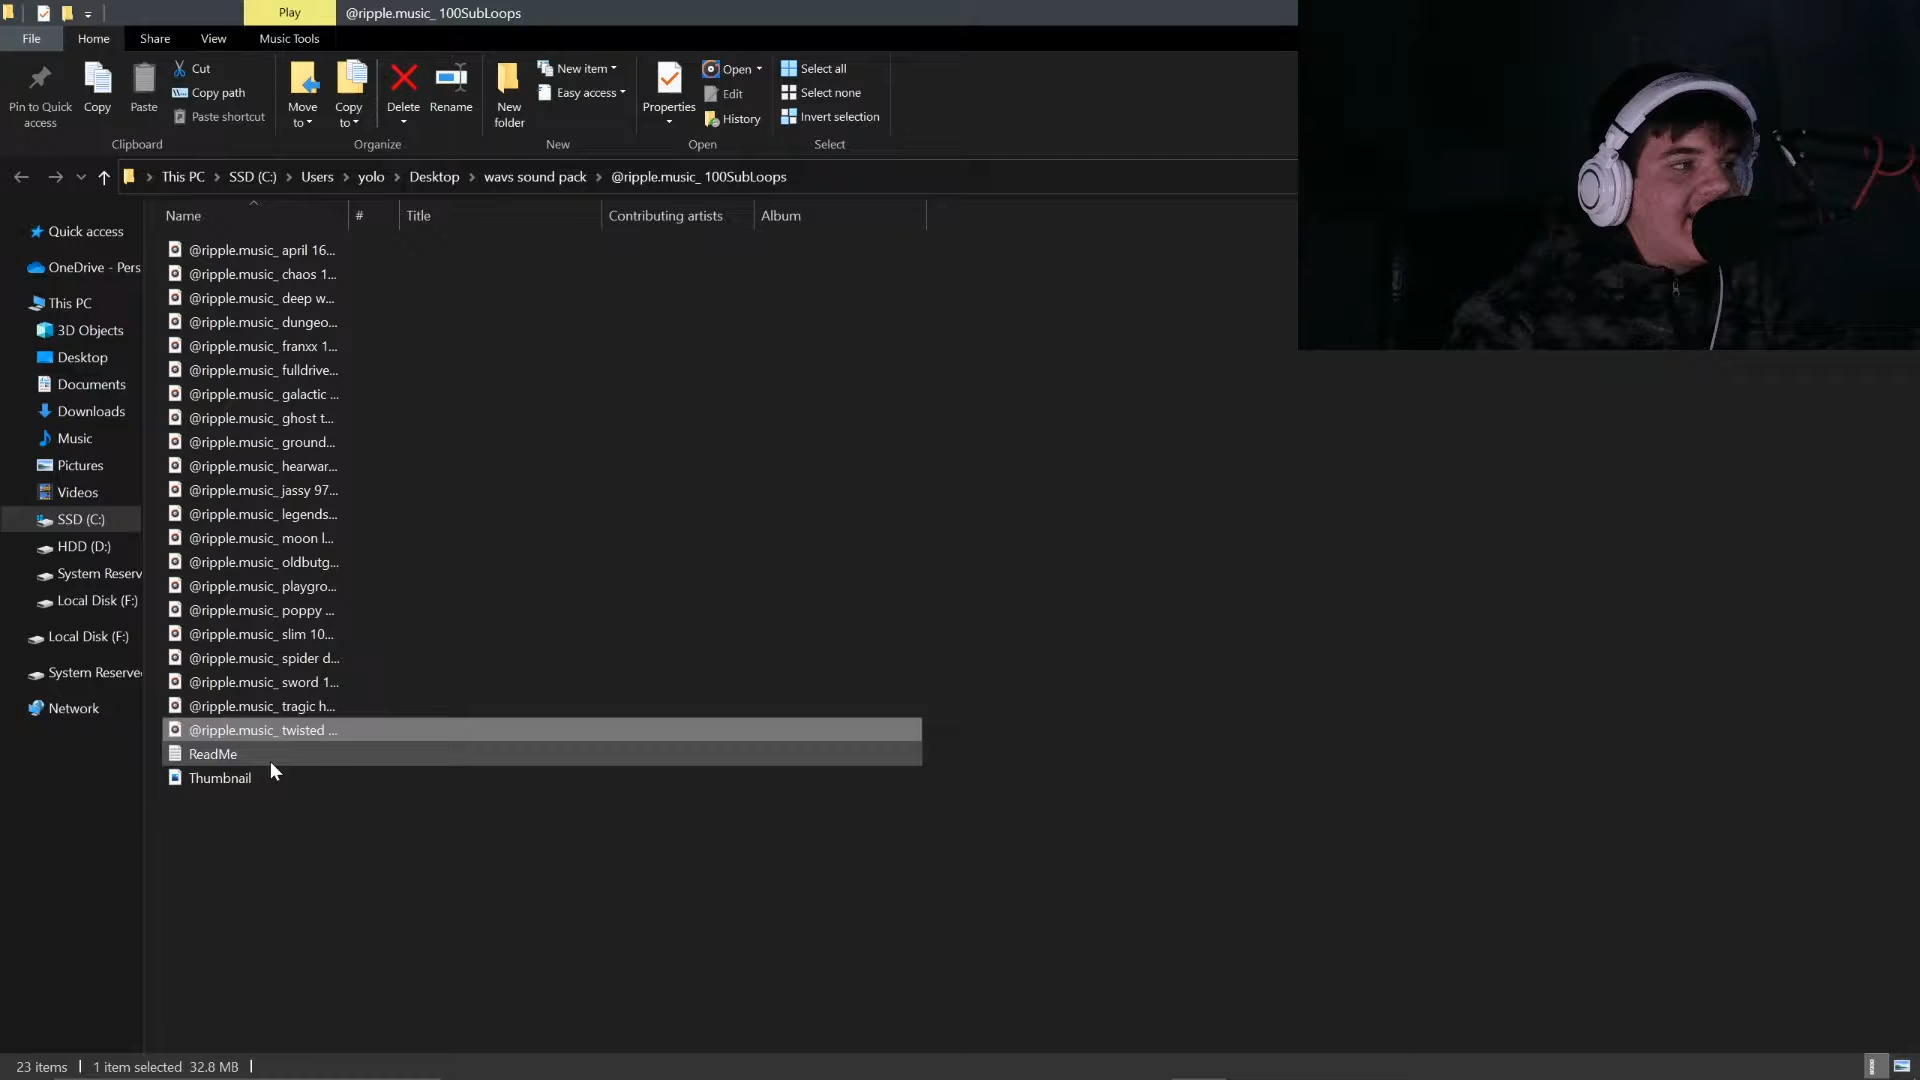 Play
@ripple.music_ 100SubLoops
File
Home
Share
View
Music Tools
Pin to Quick access
Copy
Paste
Cut
Copy path
Paste shortcut
Move to
Copy to
Delete
Rename
New folder
New item
Easy access
Properties
Open
Edit
History
Select all
Select none
Invert selection
Clipboard
Organize
New
Open
Select
This PC
SSD (C:)
Users
yolo
Desktop
wavs sound pack
@ripple.music_ 100SubLoops
Name
#
Title
Contributing artists
Album
Quick access
OneDrive - Pers
This PC
3D Objects
Desktop
Documents
Downloads
Music
Pictures
Videos
SSD (C:)
HDD (D:)
System Reserv
Local Disk (F:)
Local Disk (F:)
System Reserve
Network
@ripple.music_ april 16...
@ripple.music_ chaos 1...
@ripple.music_ deep w...
@ripple.music_ dungeo...
@ripple.music_ franxx 1...
@ripple.music_ fulldrive...
@ripple.music_ galactic ...
@ripple.music_ ghost t...
@ripple.music_ ground...
@ripple.music_ hearwar...
@ripple.music_ jassy 97...
@ripple.music_ legends...
@ripple.music_ moon l...
@ripple.music_ oldbutg...
@ripple.music_ playgro...
@ripple.music_ poppy ...
@ripple.music_ slim 10...
@ripple.music_ spider d...
@ripple.music_ sword 1...
@ripple.music_ tragic h...
@ripple.music_ twisted ...
ReadMe
Thumbnail
23 items
1 item selected 32.8 MB